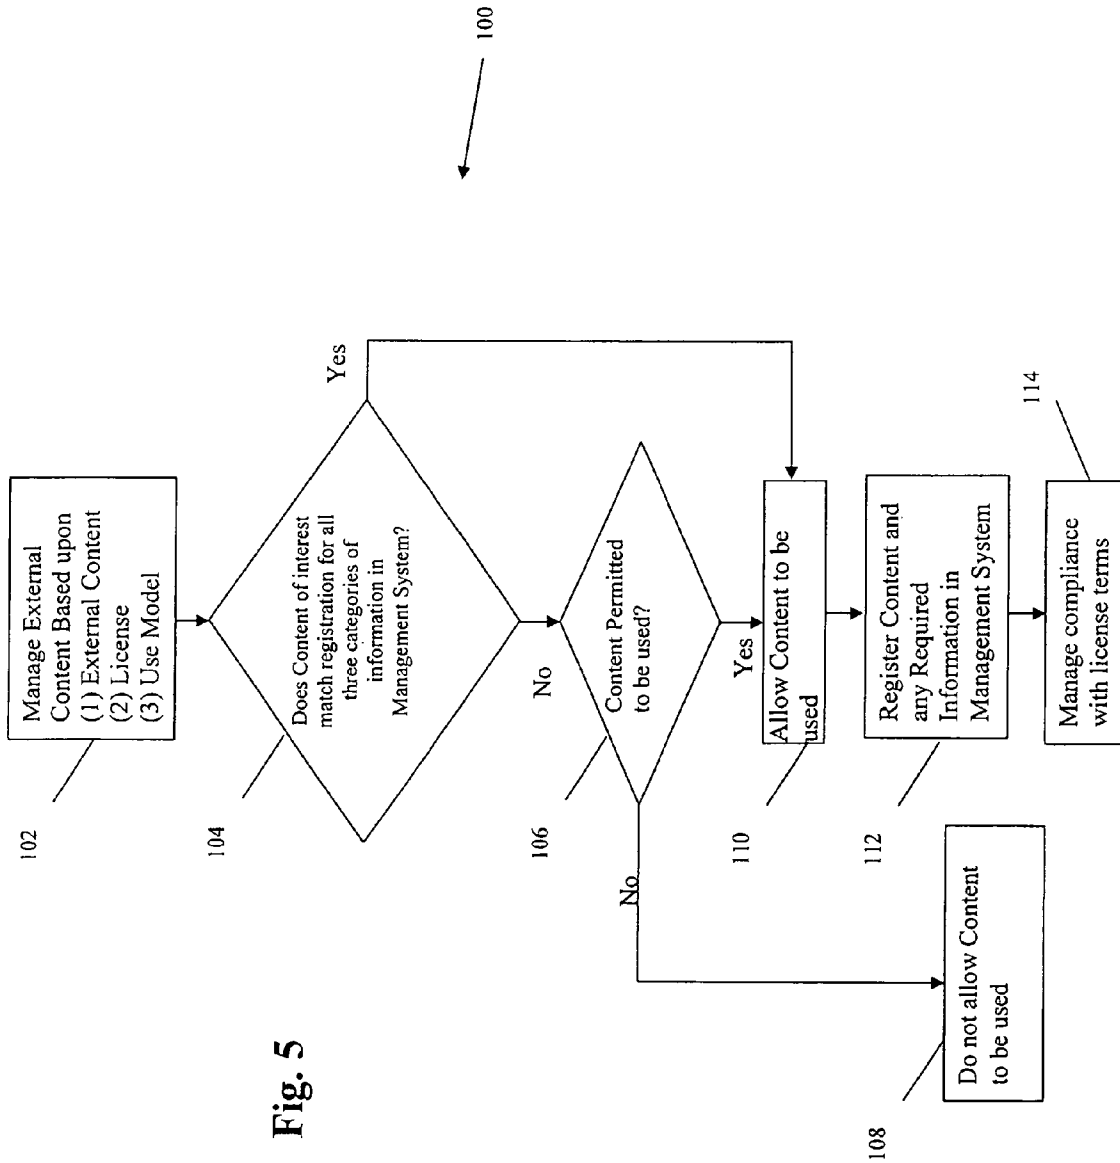 100
Manage External
Content Based upon
(1) External Content
(2) License
(3) Use Model
102
Does Content of interest
match registration for all
three categories of
information in
Management System?
104
Yes
No
Content Permitted
to be used?
106
Yes
No
Allow Content to be
used
110
Register Content and
any Required
Information in
Management System
112
Manage compliance
with license terms
114
Do not allow Content
to be used
108
Fig. 5